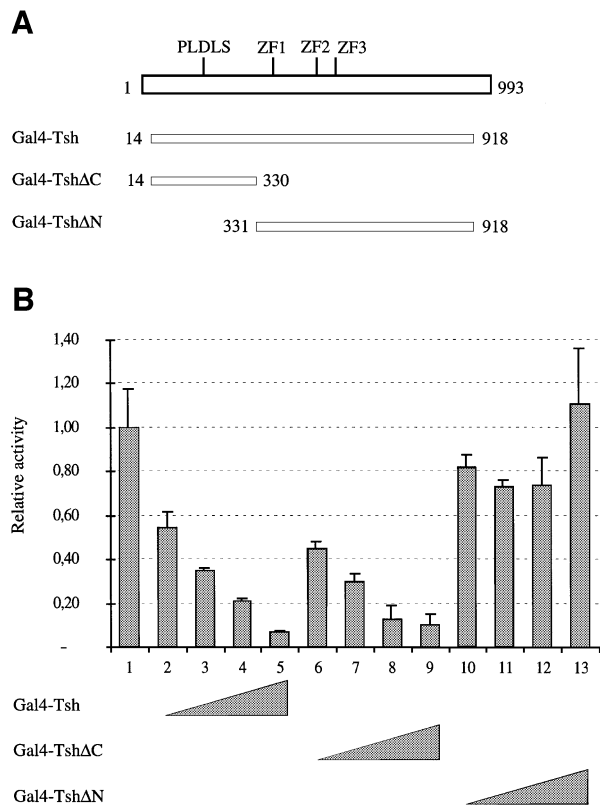 A
PLDLS ZF1 ZF2 ZF3
1 993
Gal4-Tsh 14 918
Gal4-TshΔC 14 330
Gal4-TshΔN 331 918
B
Relative activity
1,40
1,20
1,00
0,80
0,60
0,40
0,20
–
1 2 3 4 5 6 7 8 9 10 11 12 13
Gal4-Tsh
Gal4-TshΔC
Gal4-TshΔN